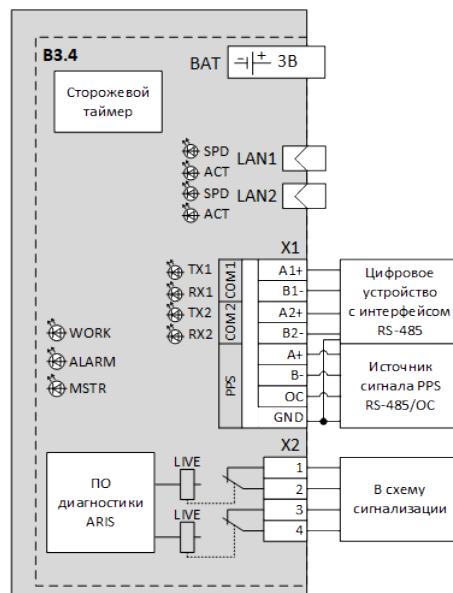 B3.4
BAT
- + 3В
Сторожевой
таймер
SPD
ACT
LAN1
SPD
ACT
LAN2
X1
TX1
RX1
TX2
RX2
COM1
COM2
PPS
A1+
B1-
A2+
B2-
A+
B-
OC
GND
Цифровое
устройство
с интерфейсом
RS-485
Источник
сигнала PPS
RS-485/OC
WORK
ALARM
MSTR
X2
ПО
диагностики
ARIS
LIVE
LIVE
1
2
3
4
В схему
сигнализации